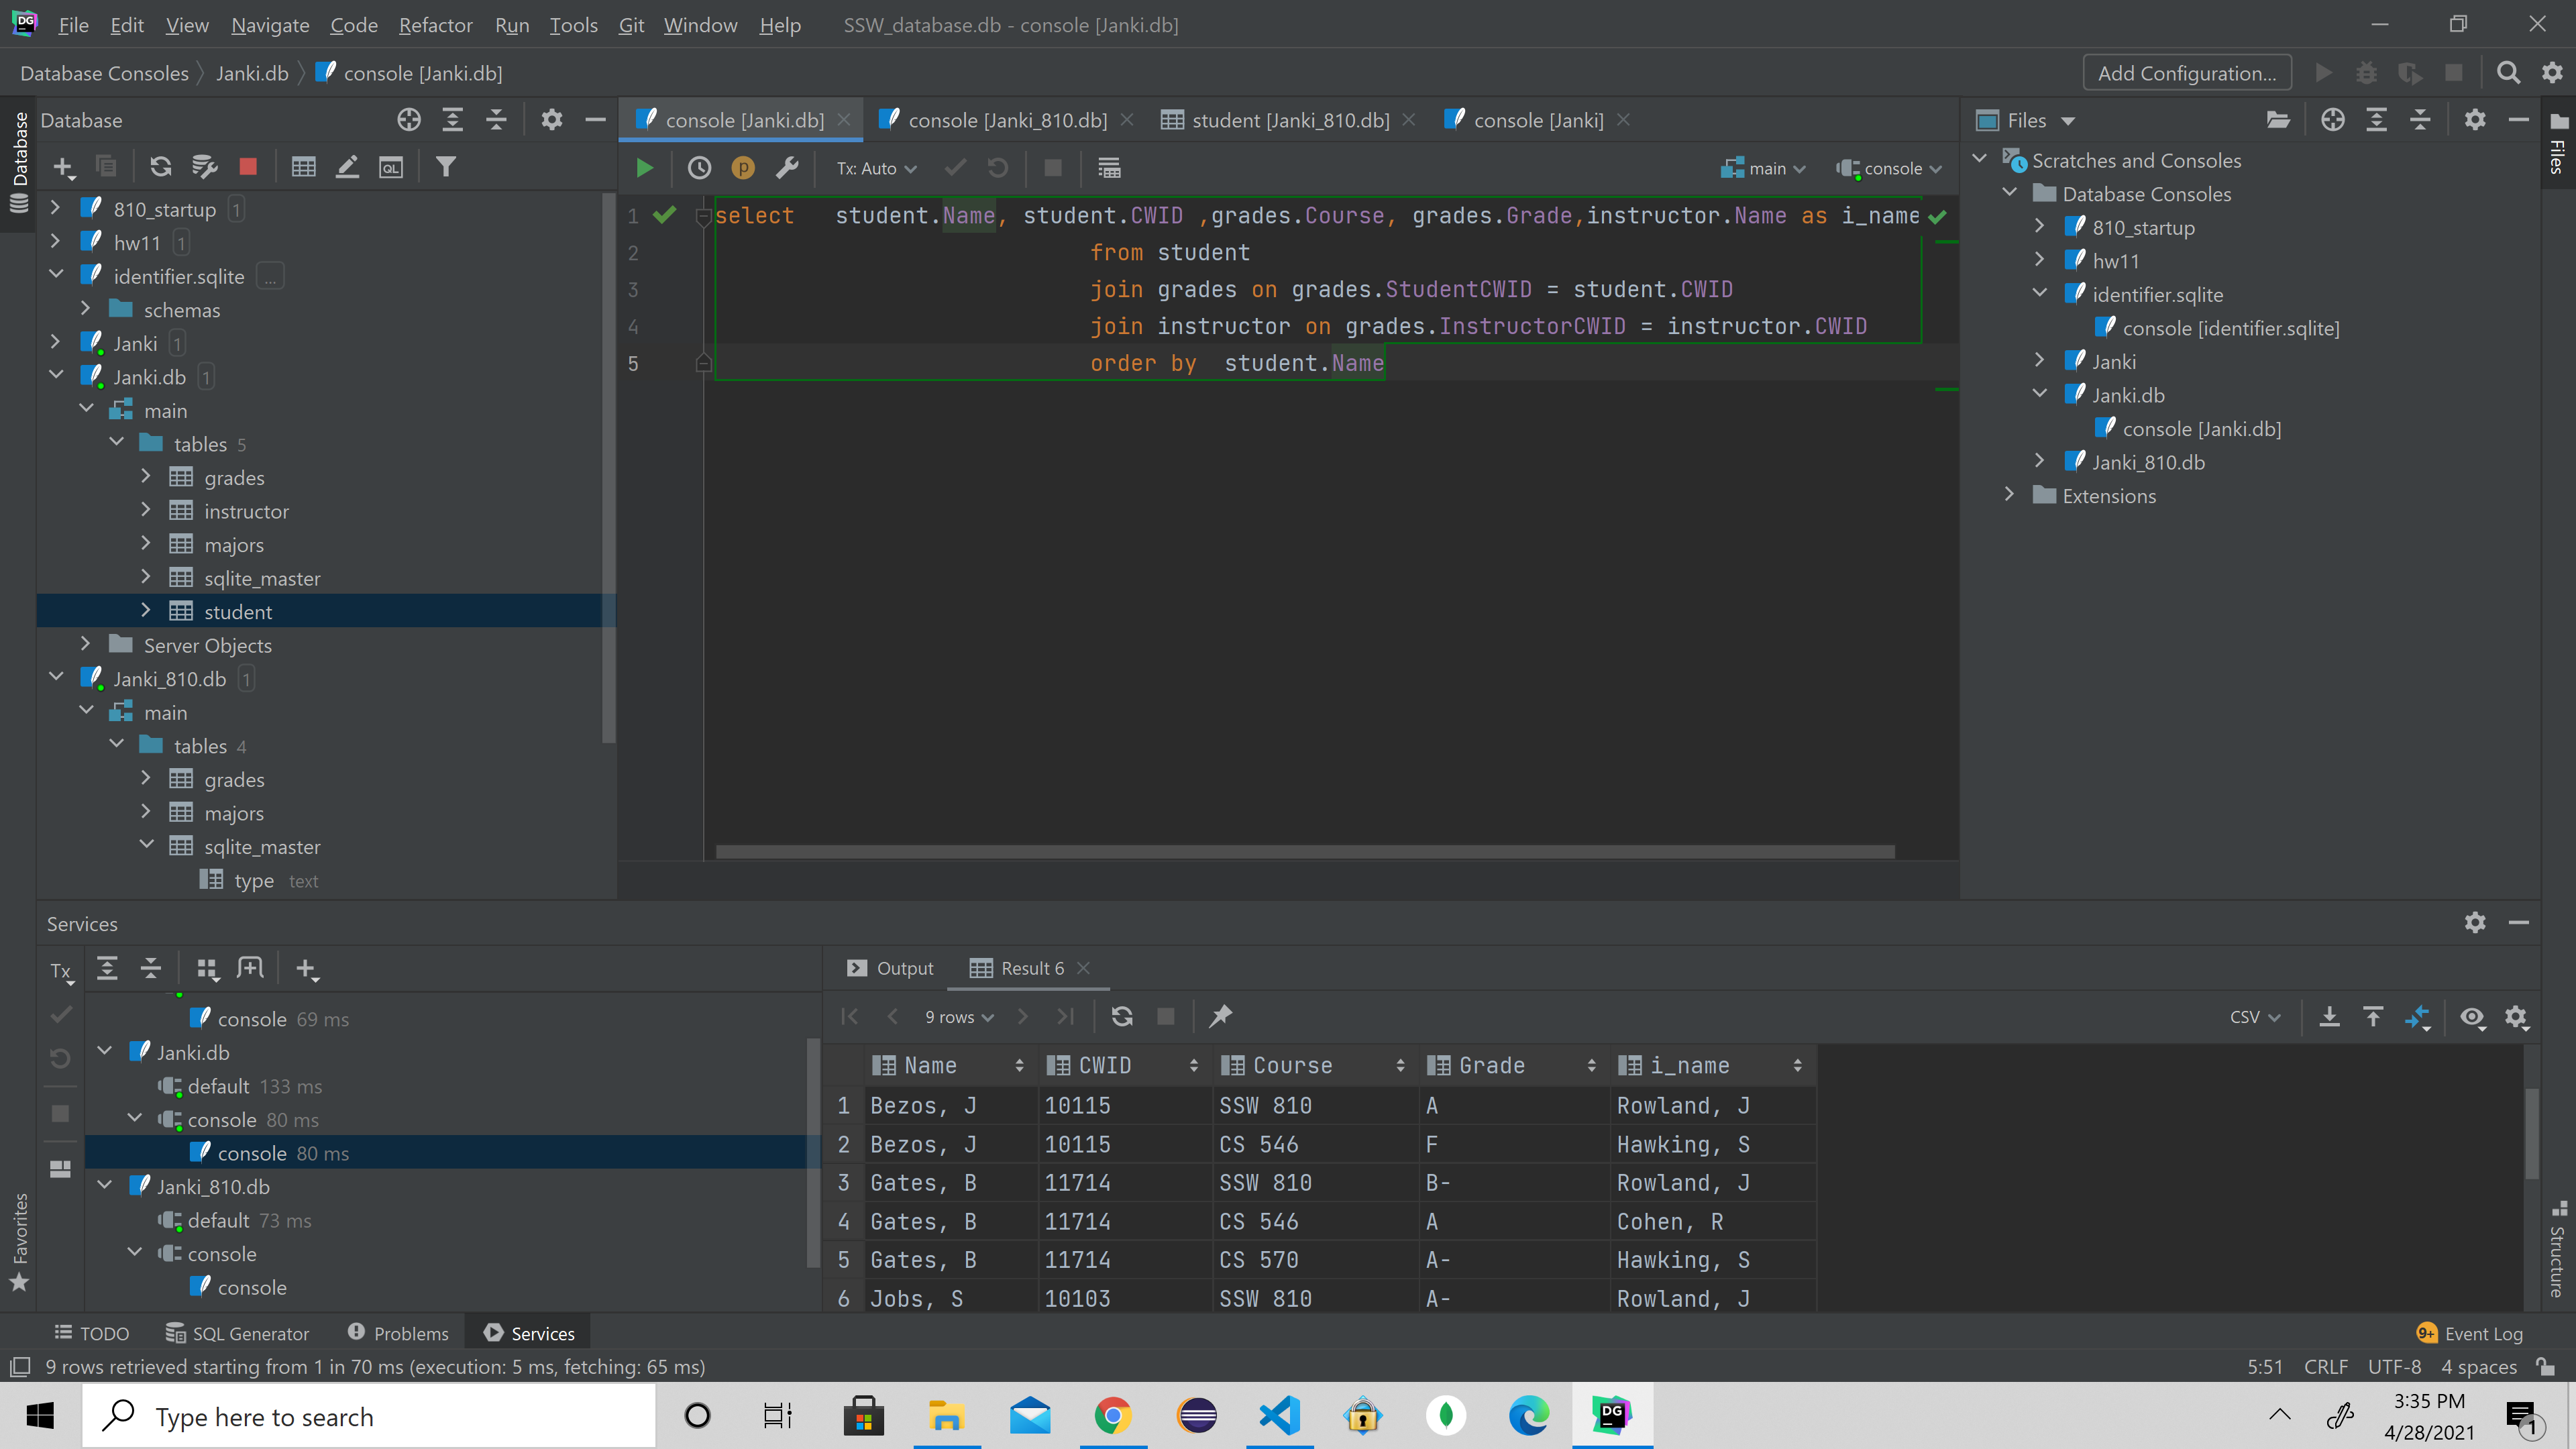 DG File Edit View Navigate Code Refactor Run Tools Git Window Help SSW_database.db - console [Janki.db]
Database Consoles Janki.db console [Janki.db] Add Configuration...
Database
Database
console [Janki.db] console [Janki_810.db] student [Janki_810.db] console [Janki]
Files
Files
QL
p Tx: Auto main console
810_startup 1
hw11 1
identifier.sqlite ...
schemas
Janki 1
Janki.db 1
main
tables 5
grades
instructor
majors
sqlite_master
student
Server Objects
Janki_810.db 1
main
tables 4
grades
majors
sqlite_master
type text
1 select student.Name, student.CWID ,grades.Course, grades.Grade,instructor.Name as i_name
2 from student
3 join grades on grades.StudentCWID = student.CWID
4 join instructor on grades.InstructorCWID = instructor.CWID
5 order by student.Name
Scratches and Consoles
Database Consoles
810_startup
hw11
identifier.sqlite
console [identifier.sqlite]
Janki
Janki.db
console [Janki.db]
Janki_810.db
Extensions
Services
Tx
console 69 ms
Janki.db
default 133 ms
console 80 ms
console 80 ms
Janki_810.db
default 73 ms
console
console
Output Result 6
9 rows CSV
Name CWID Course Grade i_name
1 Bezos, J 10115 SSW 810 A Rowland, J
2 Bezos, J 10115 CS 546 F Hawking, S
3 Gates, B 11714 SSW 810 B- Rowland, J
4 Gates, B 11714 CS 546 A Cohen, R
5 Gates, B 11714 CS 570 A- Hawking, S
6 Jobs, S 10103 SSW 810 A- Rowland, J
Favorites
Structure
TODO SQL Generator Problems Services 9+ Event Log
9 rows retrieved starting from 1 in 70 ms (execution: 5 ms, fetching: 65 ms) 5:51 CRLF UTF-8 4 spaces
Type here to search
DG
3:35 PM
4/28/2021
1